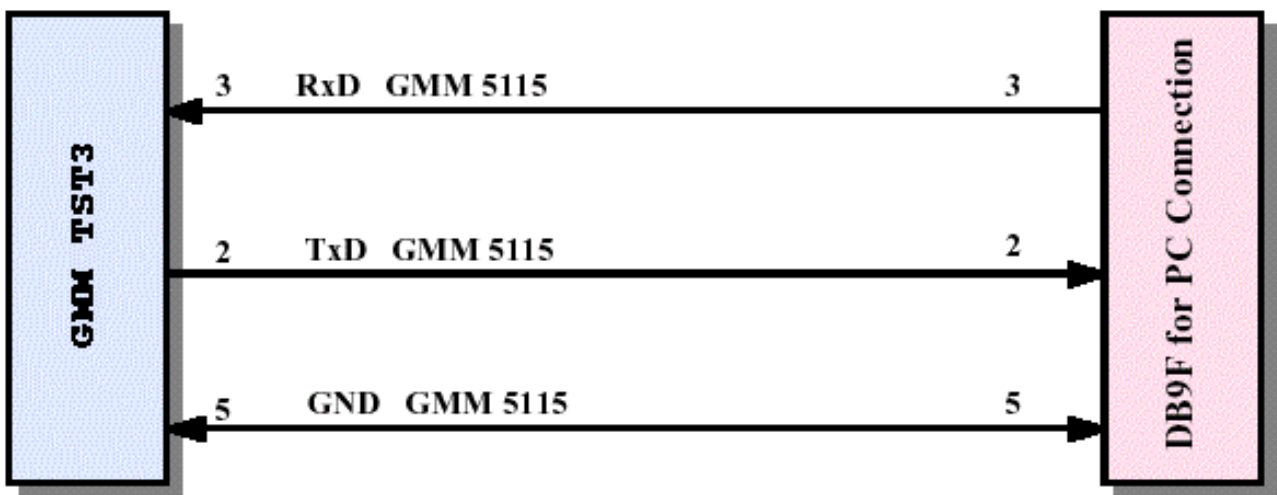 GMM TST3
3 RxD GMM 5115 3
2 TxD GMM 5115 2
5 GND GMM 5115 5
DB9F for PC Connection